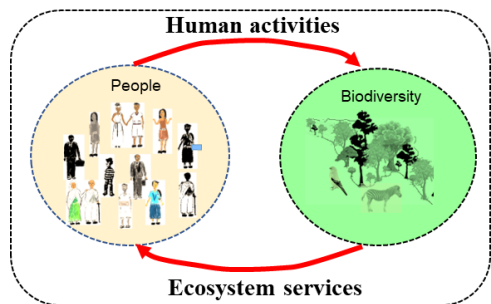 Human activities
People
Biodiversity
Ecosystem services